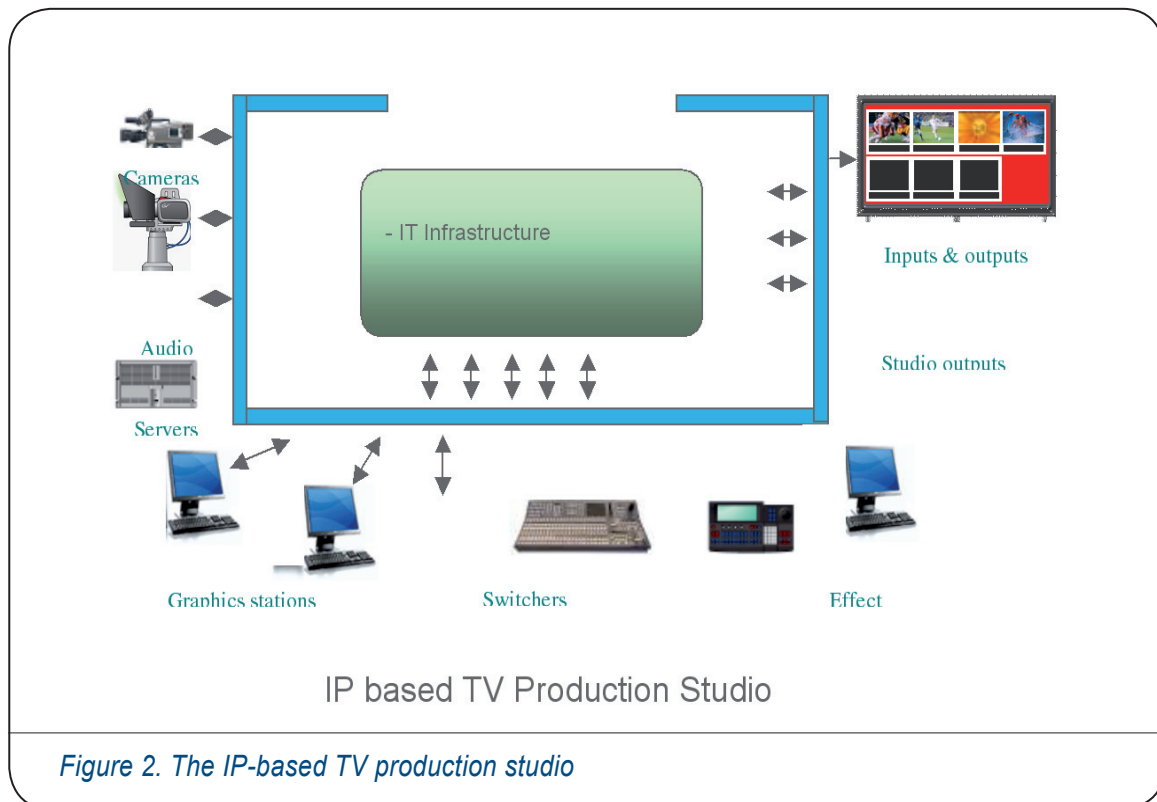 Cameras
- IT Infrastructure
Inputs & outputs
Audio
Studio outputs
Servers
Graphics stations
Switchers
Effect
IP based TV Production Studio
Figure 2. The IP-based TV production studio